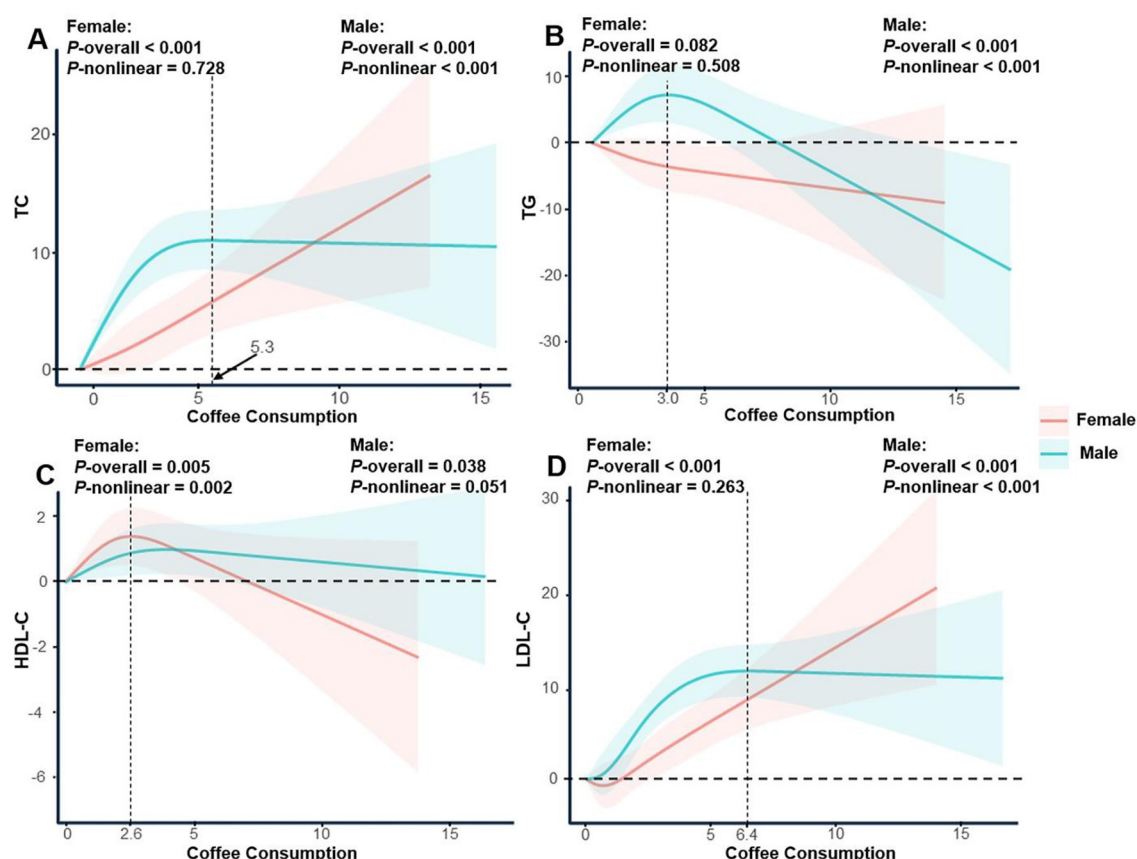 A
Female:
P-overall < 0.001
P-nonlinear = 0.728
Male:
P-overall < 0.001
P-nonlinear < 0.001
20
10
0
TC
5.3
0
5
10
15
Coffee Consumption
B
Female:
P-overall = 0.082
P-nonlinear = 0.508
Male:
P-overall < 0.001
P-nonlinear < 0.001
10
0
-10
-20
-30
TG
0
3.0
5
10
15
Coffee Consumption
Female
Male
C
Female:
P-overall = 0.005
P-nonlinear = 0.002
Male:
P-overall = 0.038
P-nonlinear = 0.051
2
0
-2
-4
-6
HDL-C
0
2.6
5
10
15
Coffee Consumption
D
Female:
P-overall < 0.001
P-nonlinear = 0.263
Male:
P-overall < 0.001
P-nonlinear < 0.001
30
20
10
0
LDL-C
0
5
6.4
10
15
Coffee Consumption